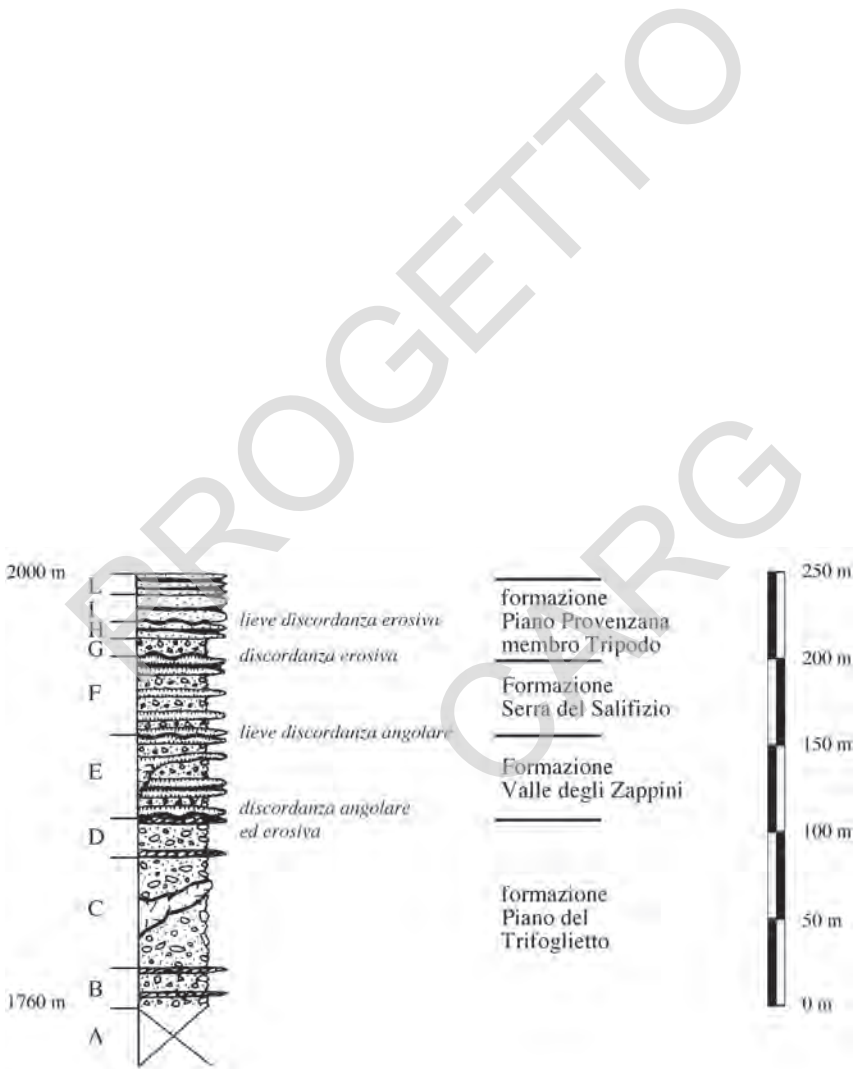 PROGETTO
CARG
2000 m
L
I
H
G
F
E
D
C
B
1760 m
A
lieve discordanza erosiva
discordanza erosiva
lieve discordanza angolare
discordanza angolare
ed erosiva
formazione
Piano Provenzana
membro Tripodo
Formazione
Serra del Salifizio
Formazione
Valle degli Zappini
formazione
Piano del
Trifoglietto
250 m
200 m
150 m
100 m
50 m
0 m